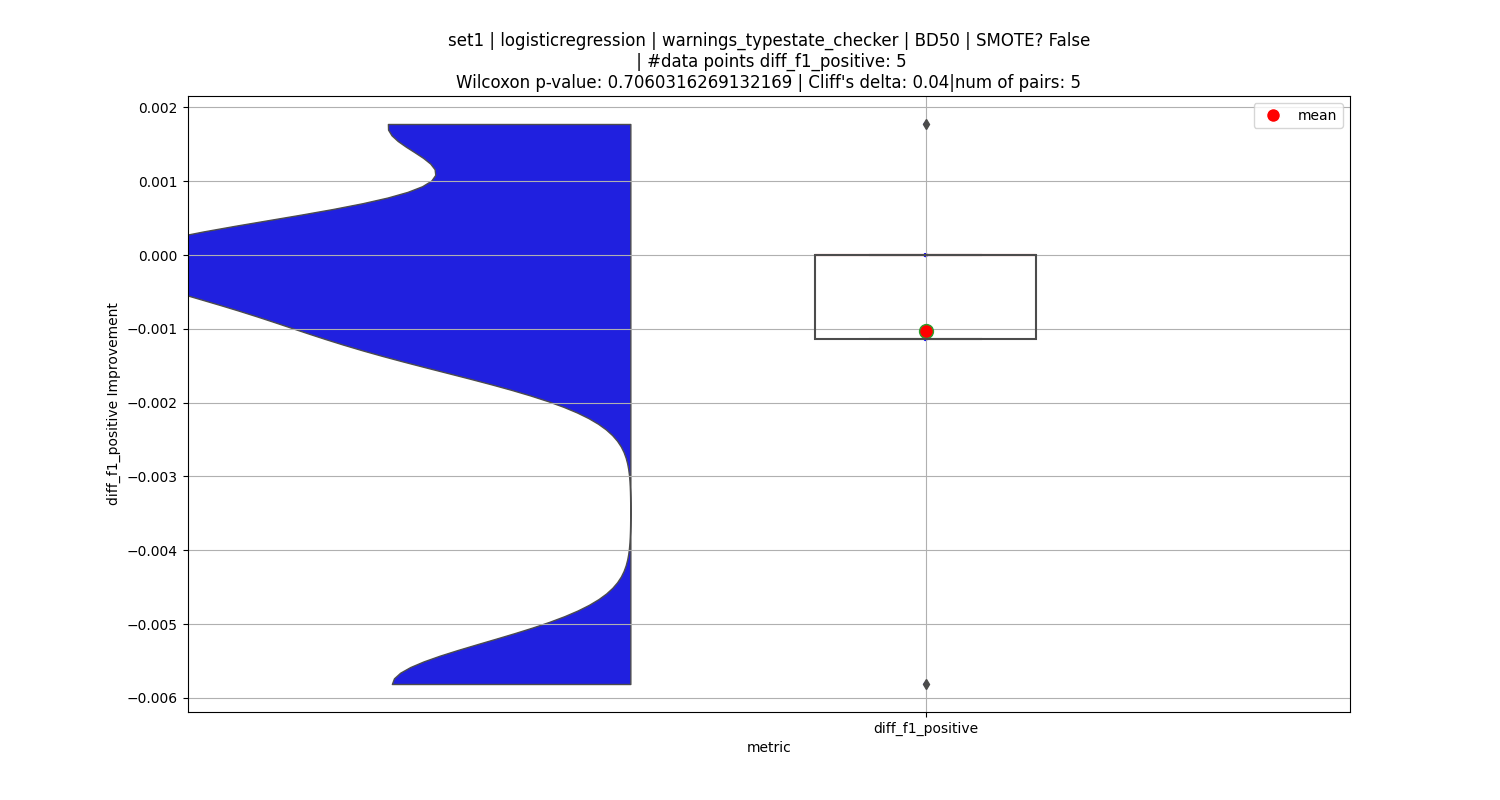 set1 | logisticregression | warnings_typestate_checker | BD50 | SMOTE? False
| #data points diff_f1_positive: 5
Wilcoxon p-value: 0.7060316269132169 | Cliff's delta: 0.04|num of pairs: 5
mean
0.002
0.001
0.000
−0.001
−0.002
−0.003
−0.004
−0.005
−0.006
diff_f1_positive Improvement
diff_f1_positive
metric